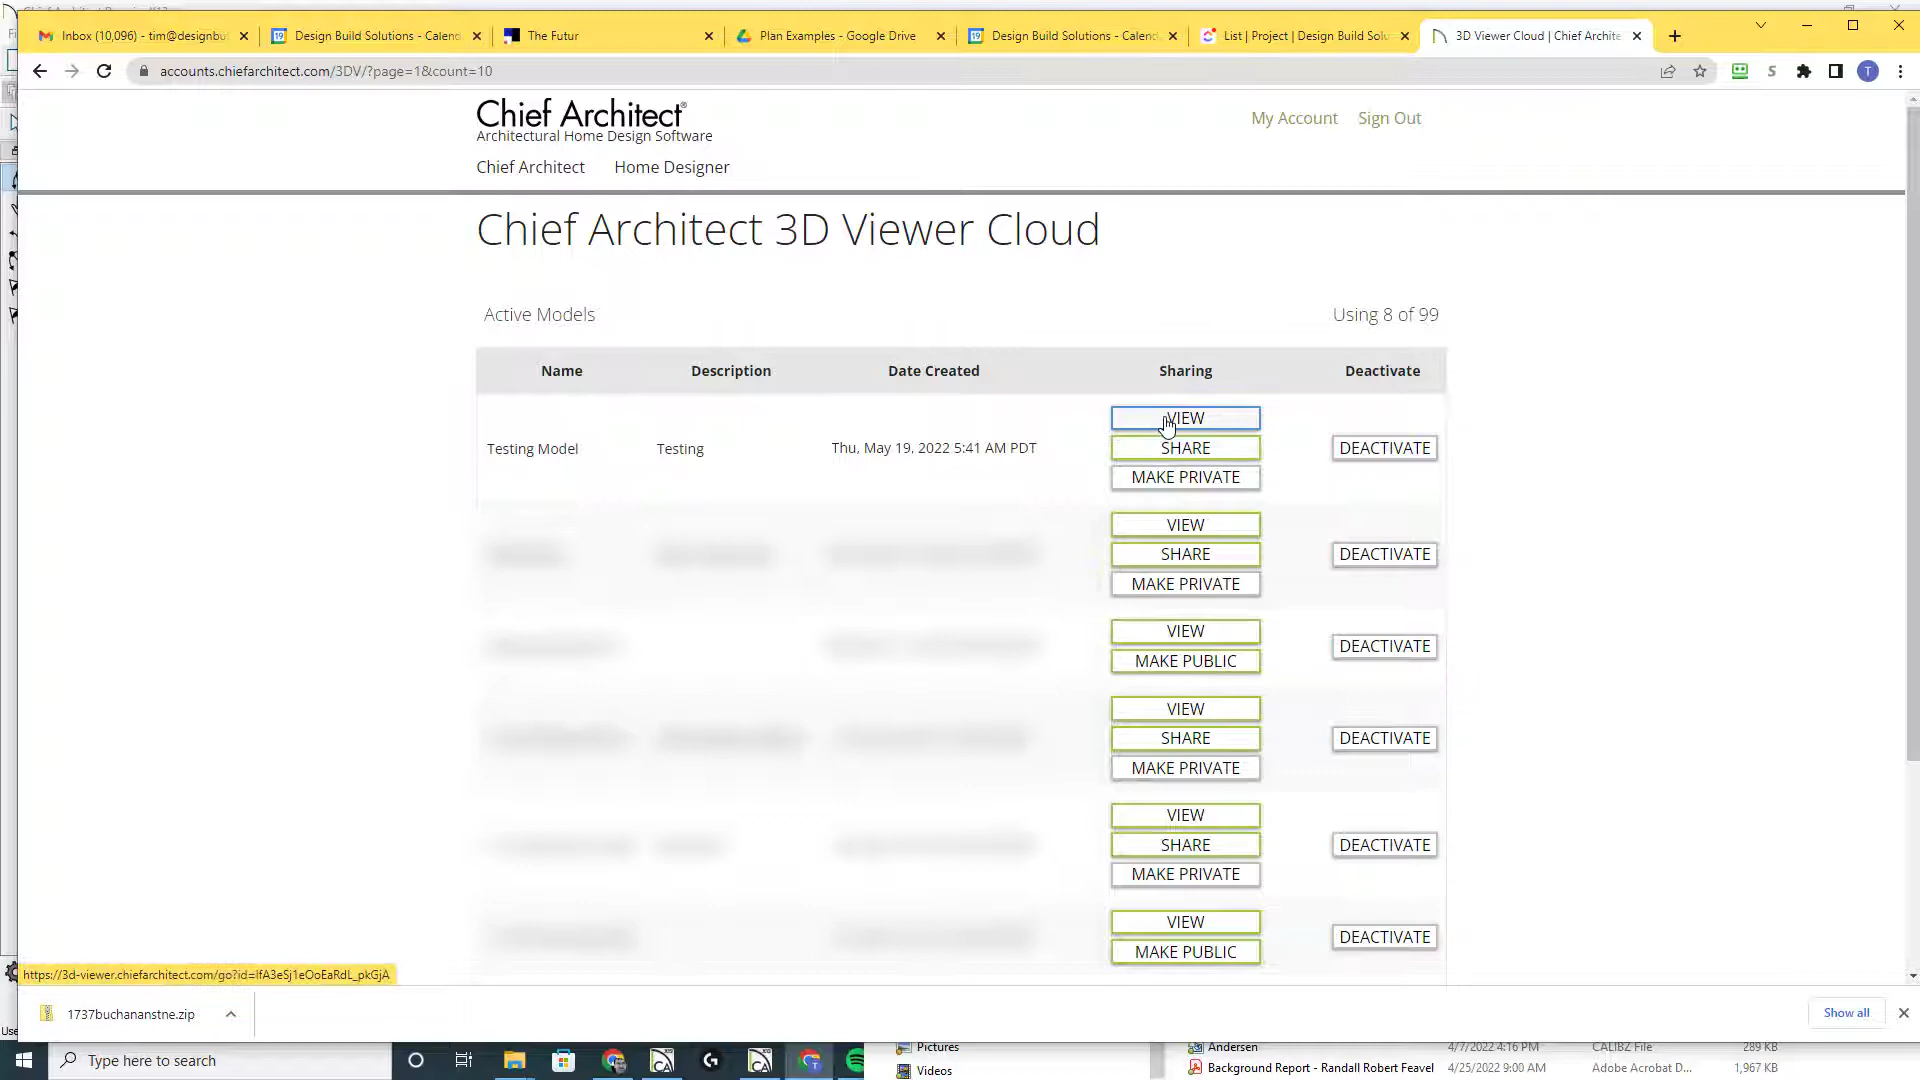 Inbox (10,096) - tim@designbu
Design Build Solutions - Calend
The Futur
Plan Examples - Google Drive
Design Build Solutions - Calend
List | Project | Design Build Solu
3D Viewer Cloud | Chief Archite
accounts.chiefarchitect.com/3DV/?page=1&count=10
T
Chief Architect®
Architectural Home Design Software
My Account
Sign Out
Chief Architect
Home Designer
Chief Architect 3D Viewer Cloud
Active Models
Using 8 of 99
Name
Description
Date Created
Sharing
Deactivate
Testing Model
Testing
Thu, May 19, 2022 5:41 AM PDT
VIEW
SHARE
MAKE PRIVATE
DEACTIVATE
VIEW
SHARE
MAKE PRIVATE
DEACTIVATE
VIEW
MAKE PUBLIC
DEACTIVATE
VIEW
SHARE
MAKE PRIVATE
DEACTIVATE
VIEW
SHARE
MAKE PRIVATE
DEACTIVATE
VIEW
MAKE PUBLIC
DEACTIVATE
https://3d-viewer.chiefarchitect.com/go?id=lfA3eSj1eOoEaRdL_pkGjA
1737buchananstne.zip
Show all
Type here to search
Pictures
Videos
Andersen
4/7/2022 4:16 PM
CALIBZ File
289 KB
Background Report - Randall Robert Feavel
4/25/2022 9:00 AM
Adobe Acrobat D...
1,967 KB